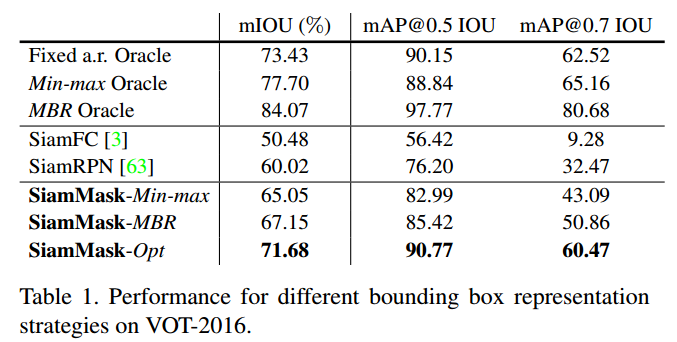 mIOU (%) mAP@0.5 IOU mAP@0.7 IOU
Fixed a.r. Oracle 73.43 90.15 62.52
Min-max Oracle 77.70 88.84 65.16
MBR Oracle 84.07 97.77 80.68
SiamFC [3] 50.48 56.42 9.28
SiamRPN [63] 60.02 76.20 32.47
SiamMask-Min-max 65.05 82.99 43.09
SiamMask-MBR 67.15 85.42 50.86
SiamMask-Opt 71.68 90.77 60.47
Table 1. Performance for different bounding box representation
strategies on VOT-2016.